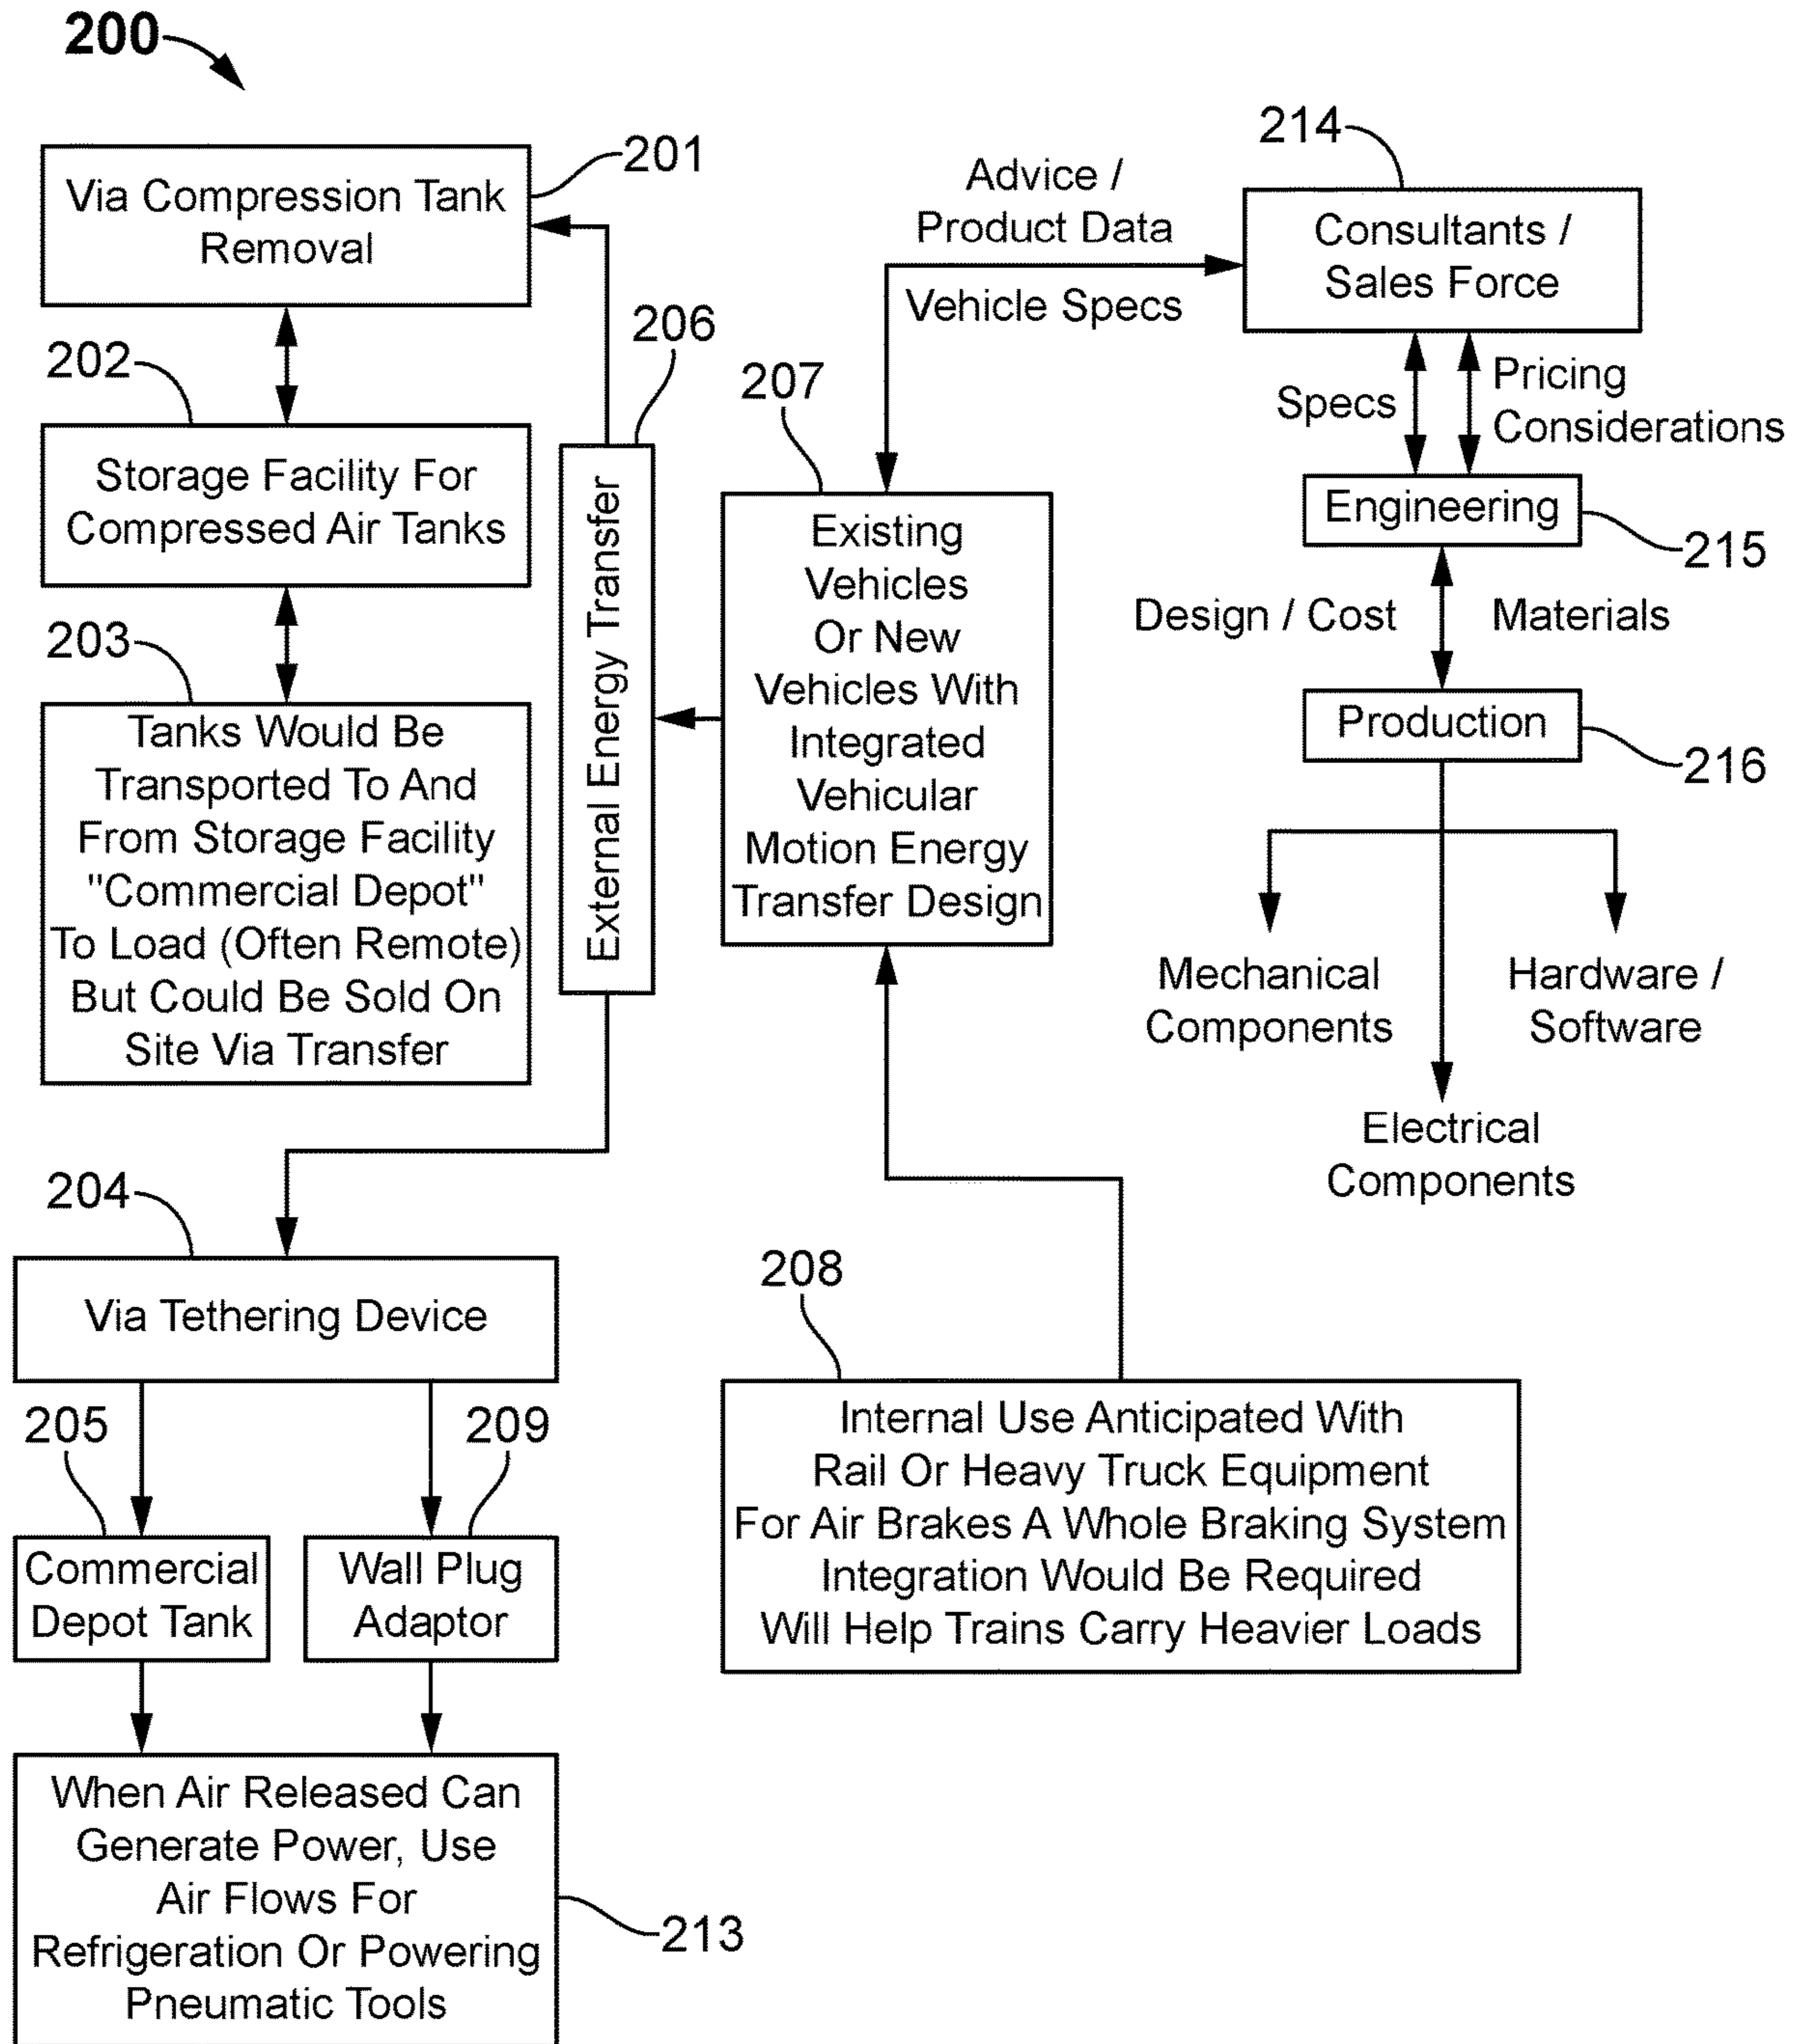 200
201
Via Compression Tank
Removal
202
Storage Facility For
Compressed Air Tanks
203
Tanks Would Be
Transported To And
From Storage Facility
"Commercial Depot"
To Load (Often Remote)
But Could Be Sold On
Site Via Transfer
206
External Energy Transfer
207
Existing
Vehicles
Or New
Vehicles With
Integrated
Vehicular
Motion Energy
Transfer Design
Advice /
Product Data
Vehicle Specs
214
Consultants /
Sales Force
Specs
Pricing
Considerations
Engineering
215
Design / Cost
Materials
Production
216
Mechanical
Components
Hardware /
Software
Electrical
Components
204
Via Tethering Device
205
Commercial
Depot Tank
209
Wall Plug
Adaptor
208
Internal Use Anticipated With
Rail Or Heavy Truck Equipment
For Air Brakes A Whole Braking System
Integration Would Be Required
Will Help Trains Carry Heavier Loads
When Air Released Can
Generate Power, Use
Air Flows For
Refrigeration Or Powering
Pneumatic Tools
213